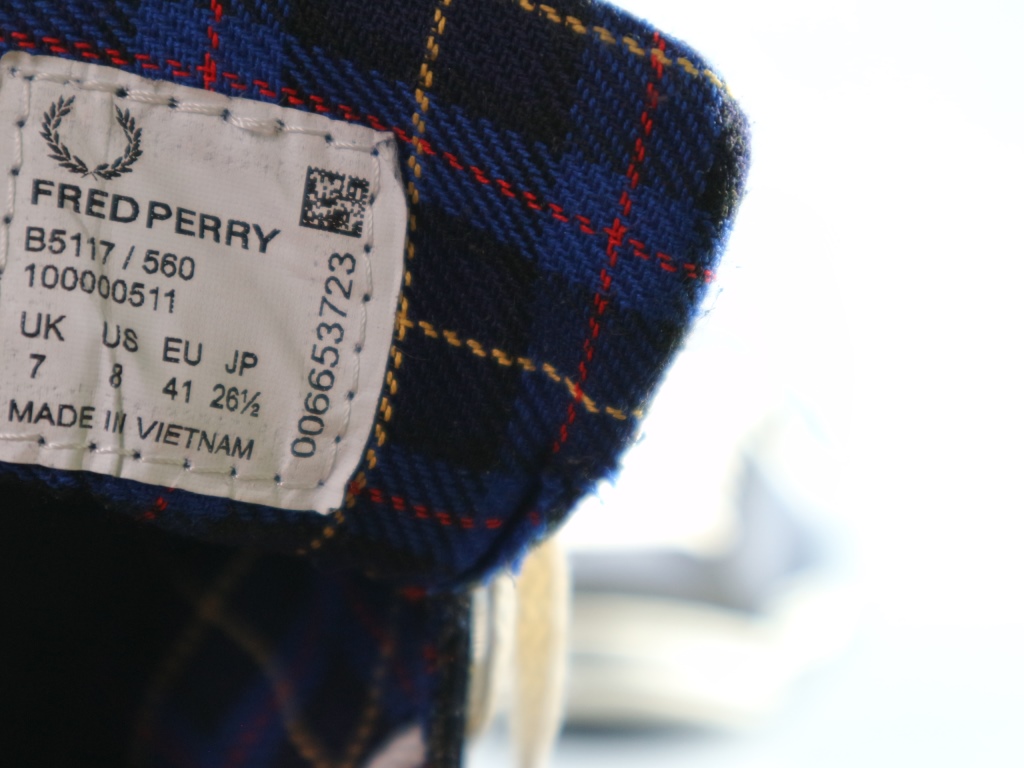 FRED PERRY
B5117 / 560
100000511
UK US EU JP
7 8 41 26½
MADE IN VIETNAM
006653723